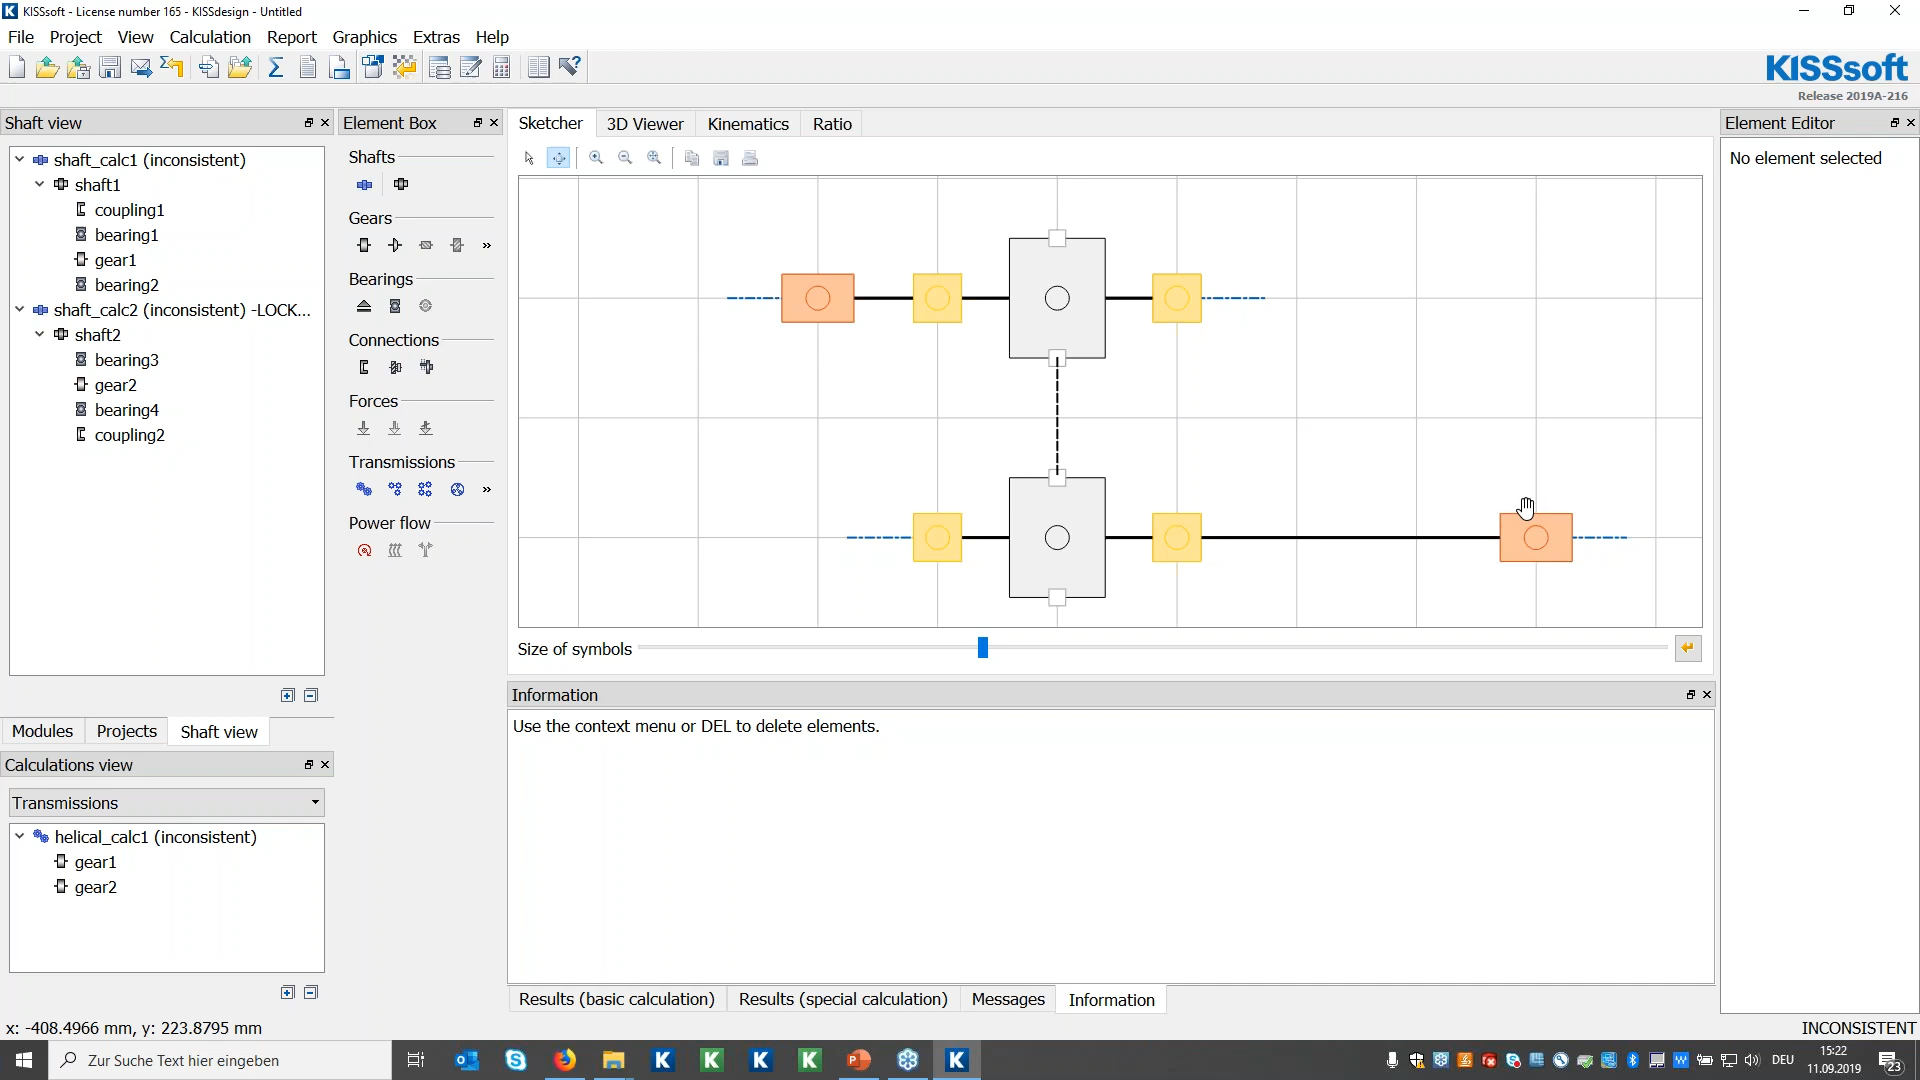 KISSsoft - License number 165 - KISSdesign - Untitled
File Project View Calculation Report Graphics Extras Help
KISSsoft
Release 2019A-216
Shaft view
shaft_calc1 (inconsistent)
shaft1
coupling1
bearing1
gear1
bearing2
shaft_calc2 (inconsistent) -LOCK...
shaft2
bearing3
gear2
bearing4
coupling2
Modules Projects Shaft view
Calculations view
Transmissions
helical_calc1 (inconsistent)
gear1
gear2
Element Box
Shafts
Gears
»
Bearings
Connections
Forces
Transmissions
»
Power flow
Sketcher 3D Viewer Kinematics Ratio
Size of symbols
Information
Use the context menu or DEL to delete elements.
Results (basic calculation) Results (special calculation) Messages Information
Element Editor
No element selected
x: -408.4966 mm, y: 223.8795 mm
INCONSISTENT
Zur Suche Text hier eingeben
DEU
15:22
11.09.2019
23